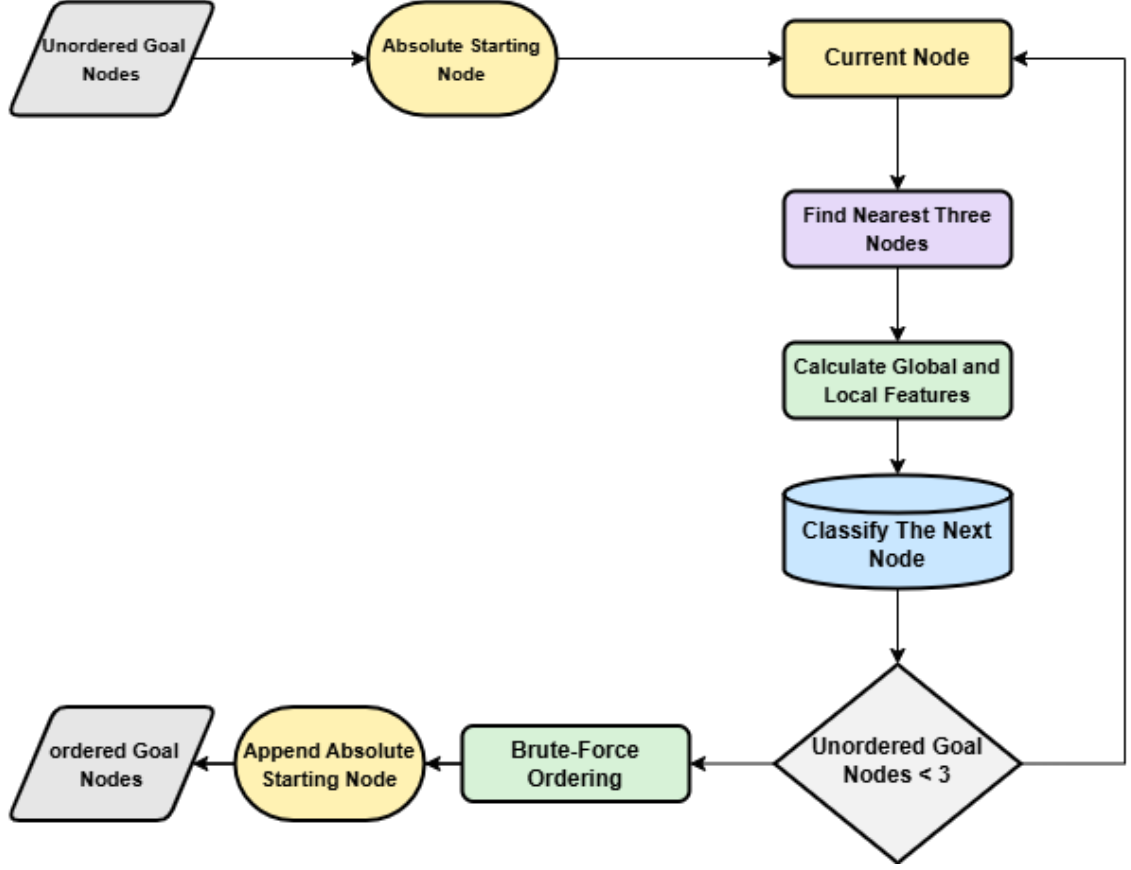 Unordered Goal
Nodes
Absolute Starting
Node
Current Node
Find Nearest Three
Nodes
Calculate Global and
Local Features
Classify The Next
Node
Unordered Goal
Nodes < 3
Brute-Force
Ordering
Append Absolute
Starting Node
ordered Goal
Nodes